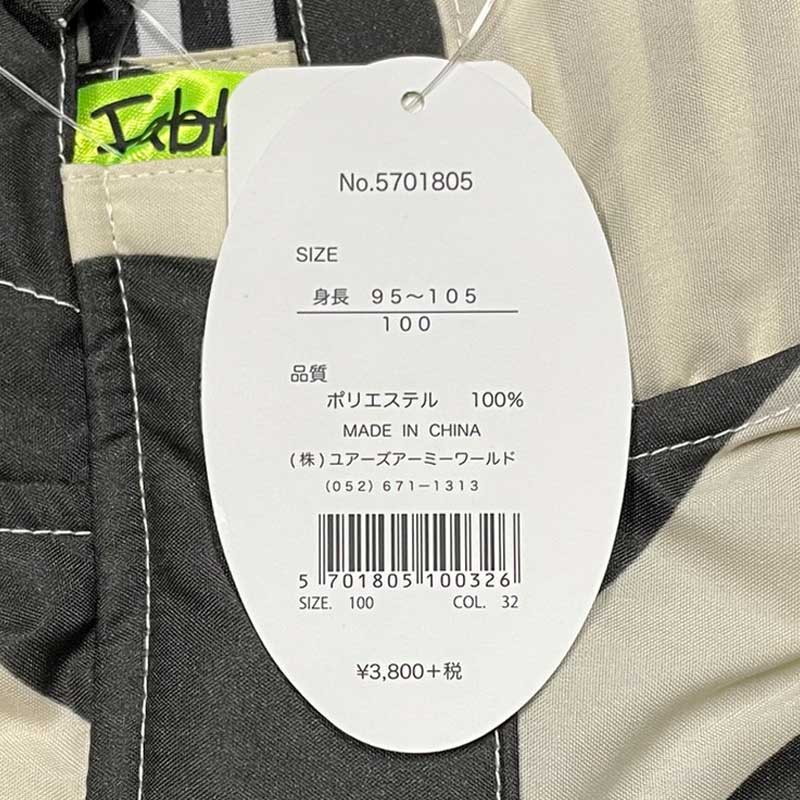 No.5701805
SIZE
身長 95〜105
100
品質
ポリエステル 100%
MADE IN CHINA
(株)ユアーズアーミーワールド
(052)671-1313
5 701805 100326
SIZE. 100 COL. 32
¥3,800+税